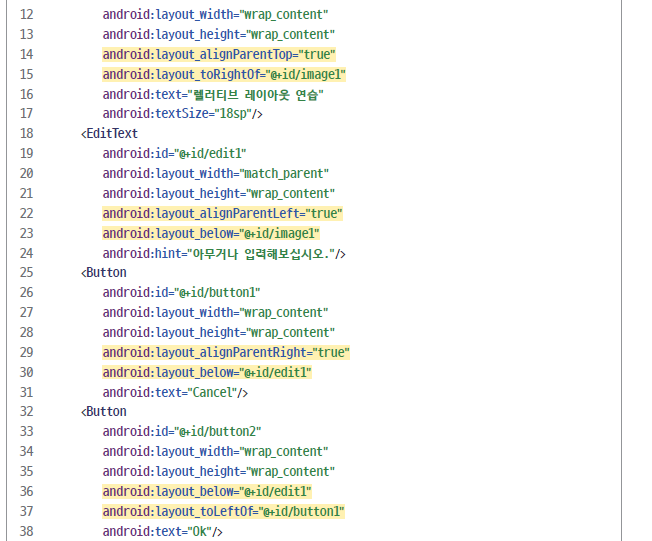 12 android:layout_width="wrap_content"
13 android:layout_height="wrap_content"
14 android:layout_alignParentTop="true"
15 android:layout_toRightOf="@+id/image1"
16 android:text="렐러티브 레이아웃 연습"
17 android:textSize="18sp"/>
18 <EditText
19 android:id="@+id/edit1"
20 android:layout_width="match_parent"
21 android:layout_height="wrap_content"
22 android:layout_alignParentLeft="true"
23 android:layout_below="@+id/image1"
24 android:hint="아무거나 입력해보십시오."/>
25 <Button
26 android:id="@+id/button1"
27 android:layout_width="wrap_content"
28 android:layout_height="wrap_content"
29 android:layout_alignParentRight="true"
30 android:layout_below="@+id/edit1"
31 android:text="Cancel"/>
32 <Button
33 android:id="@+id/button2"
34 android:layout_width="wrap_content"
35 android:layout_height="wrap_content"
36 android:layout_below="@+id/edit1"
37 android:layout_toLeftOf="@+id/button1"
38 android:text="Ok"/>